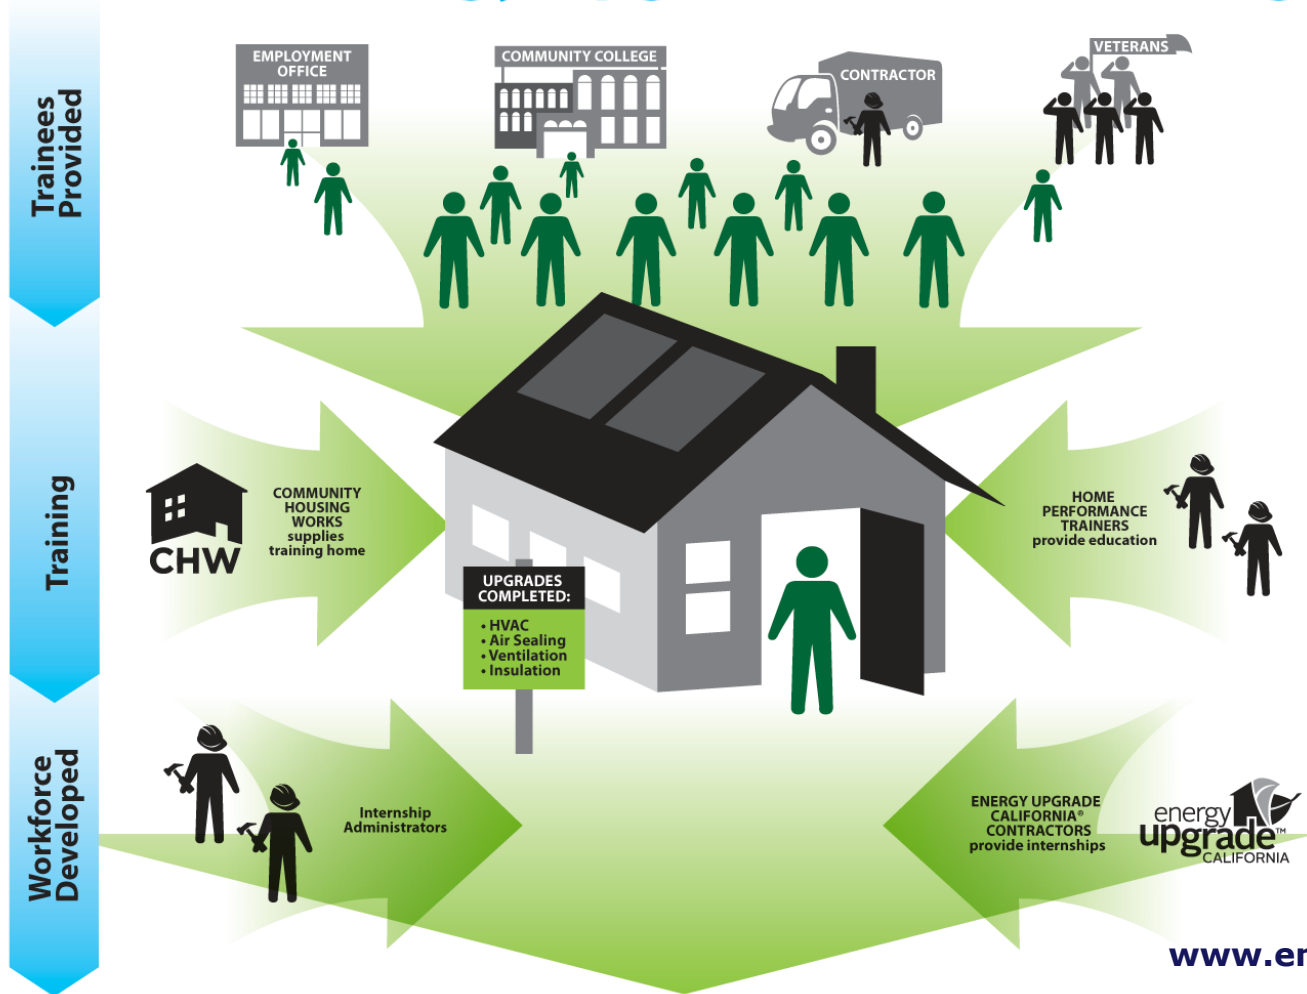 EMPLOYMENT
OFFICE
COMMUNITY COLLEGE
CONTRACTOR
VETERANS
Trainees
Provided
Training
CHW
COMMUNITY
HOUSING
WORKS
supplies
training home
HOME
PERFORMANCE
TRAINERS
provide education
UPGRADES
COMPLETED:
• HVAC
• Air Sealing
• Ventilation
• Insulation
Workforce
Developed
Internship
Administrators
ENERGY UPGRADE
CALIFORNIA®
CONTRACTORS
provide internships
energy
upgrade™
CALIFORNIA